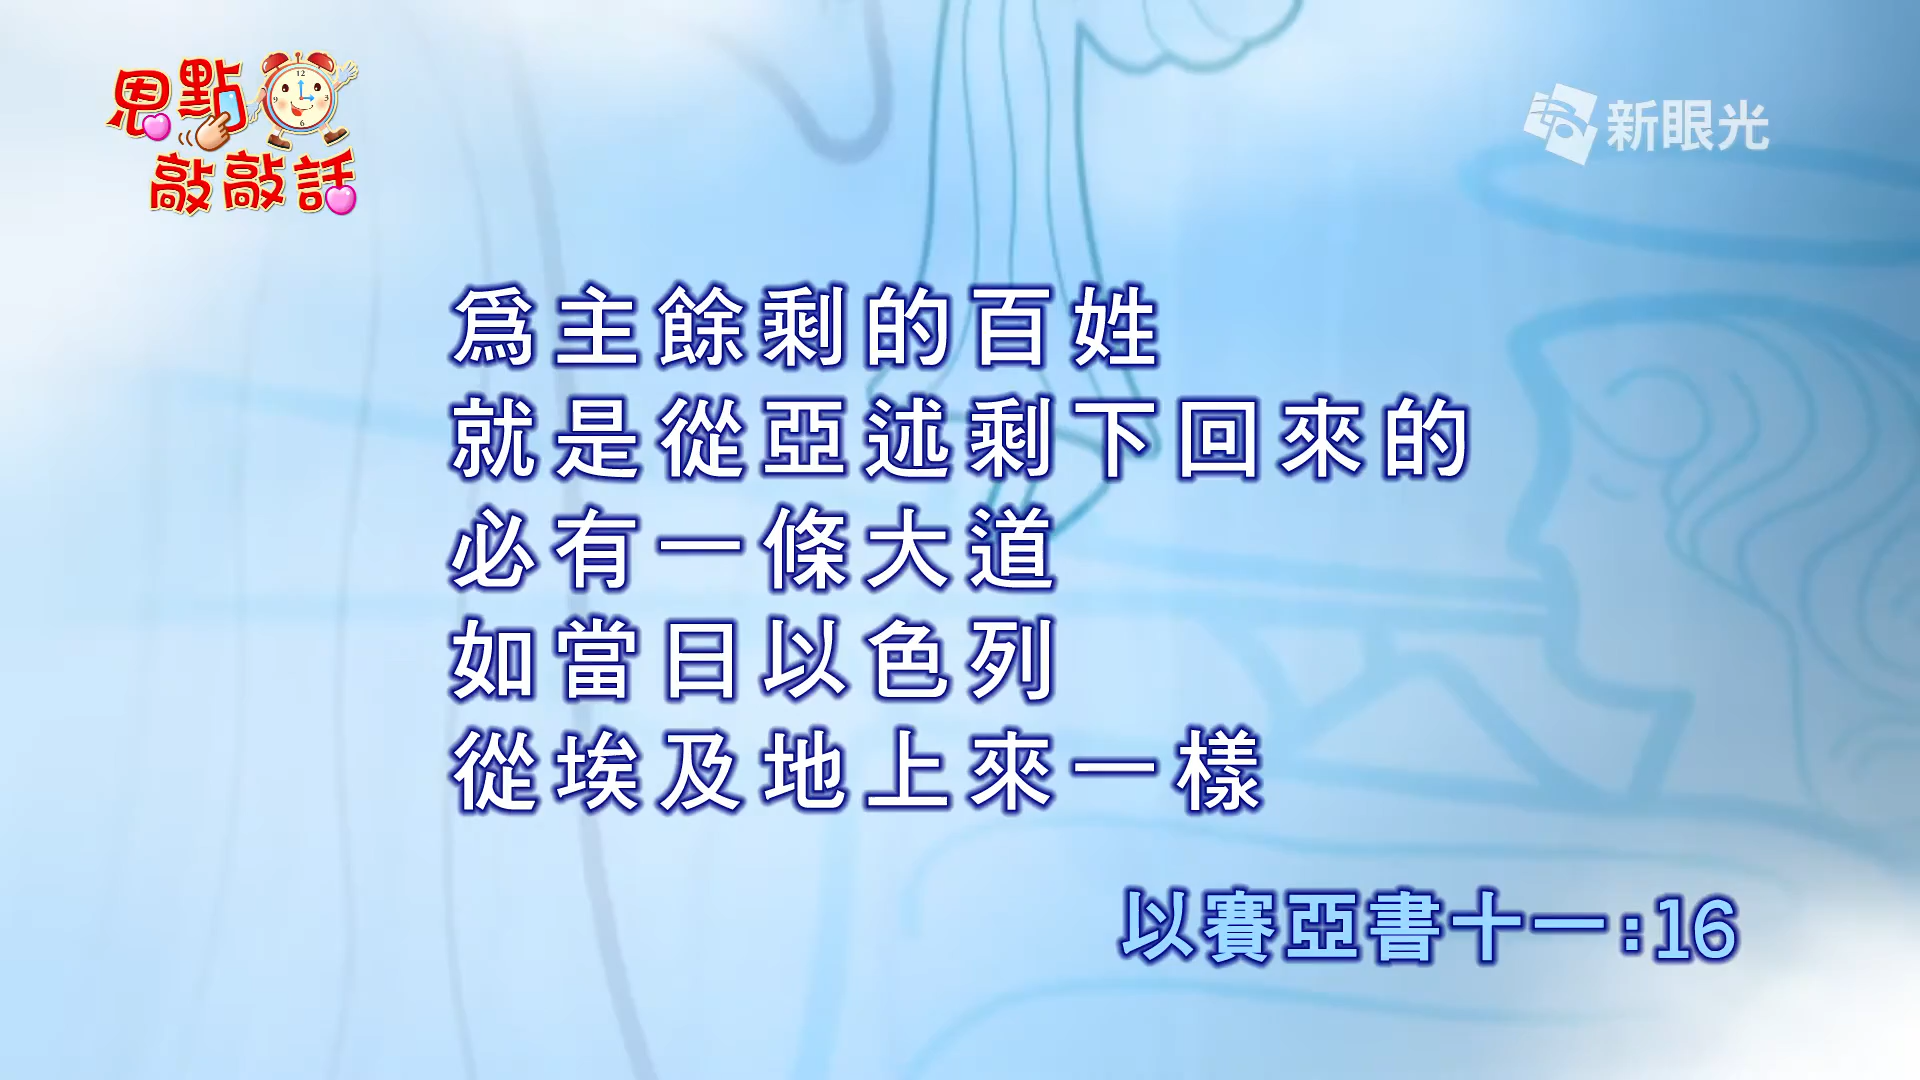 恩點
敲敲話
新眼光
爲主餘剩的百姓
就是從亞述剩下回來的
必有一條大道
如當日以色列
從埃及地上來一樣
以賽亞書十一:16